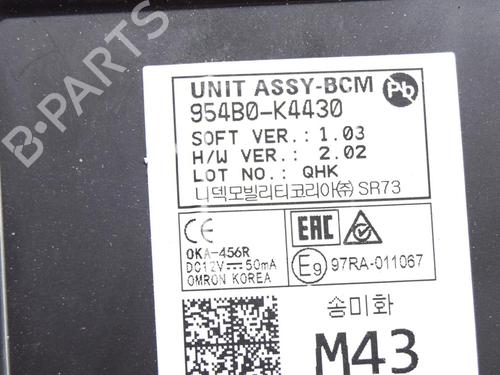 B-PARTS
UNIT ASSY-BCM
954B0-K4430
SOFT VER.: 1.03
H/W VER.: 2.02
LOT NO.: QHK
니덱모빌리티코리아㈜ SR73
Pb
CE
EAC
OKA-456R
DC12V⎓50mA
OMRON KOREA
E9 97RA-011067
송미화
M43